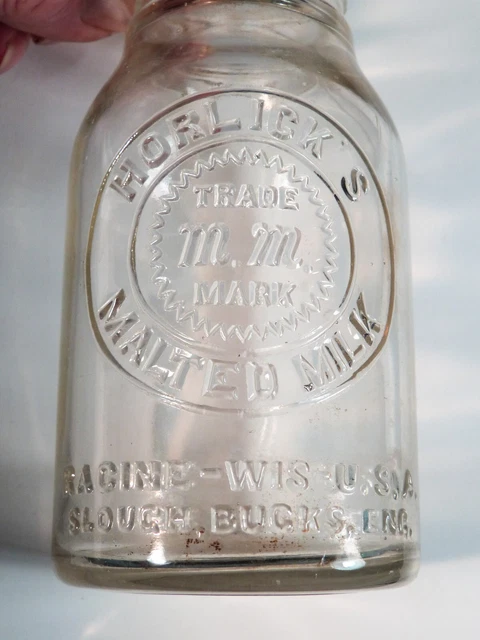 HORLICK'S
TRADE
M.M.
MARK
MALTED MILK
RACINE-WIS·U.S.A.
SLOUGH, BUCKS, ENG.